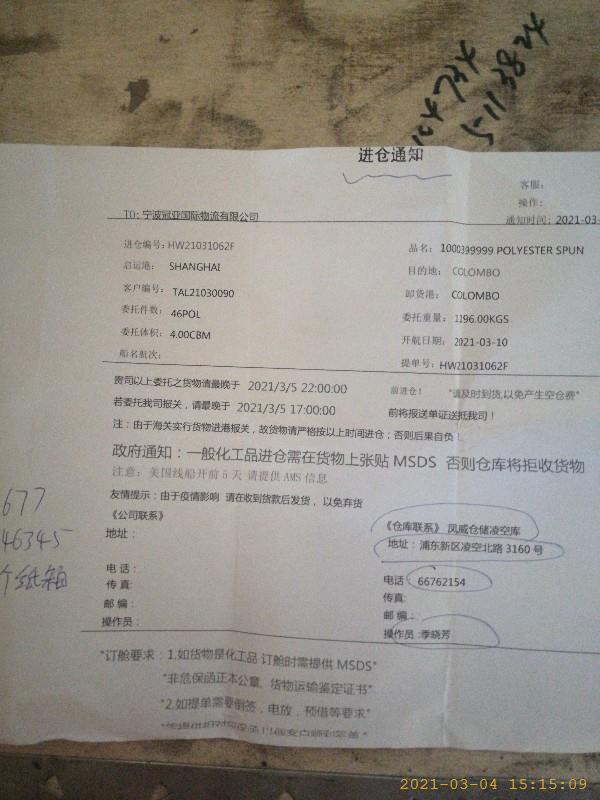 5113824
进仓通知
客服：
操作：
TO: 宁波冠亚国际物流有限公司
通知时间：2021-03-
进仓编号：HW21031062F
品名：1000399999 POLYESTER SPUN
启运港： SHANGHAI
目的地： COLOMBO
客户编号： TAL21030090
卸货港： COLOMBO
委托件数： 46POL
委托重量： 1196.00KGS
委托体积： 4.00CBM
开航日期： 2021-03-10
船名航次：
提单号：HW21031062F
贵司以上委托之货物请最晚于 2021/3/5 22:00:00 前进仓！ "请及时到货,以免产生空仓费"
若委托我司报关，请最晚于 2021/3/5 17:00:00 前将报送单证送抵我司！
注：由于海关实行货物进港报关，故货物请严格按以上时间进仓；否则后果自负！
政府通知：一般化工品进仓需在货物上张贴 MSDS 否则仓库将拒收货物
注意：美国线船开前 5 天 请提供 AMS 信息
友情提示：由于疫情影响 请在收到货款后发货，以免弃货
《公司联系》
《仓库联系》 凤威仓储凌空库
地址：
地址：浦东新区凌空北路 3160 号
电话：
电话：66762154
传真：
传真：
邮编：
邮编：
操作员：
操作员：季晓芳
677
46345
个纸箱
"订舱要求：1.如货物是化工品 订舱时需提供 MSDS"
"非危保函正本公章、货物运输鉴定证书"
"2.如提单需要倒签，电放，预借等要求"
2021-03-04 15:15:09